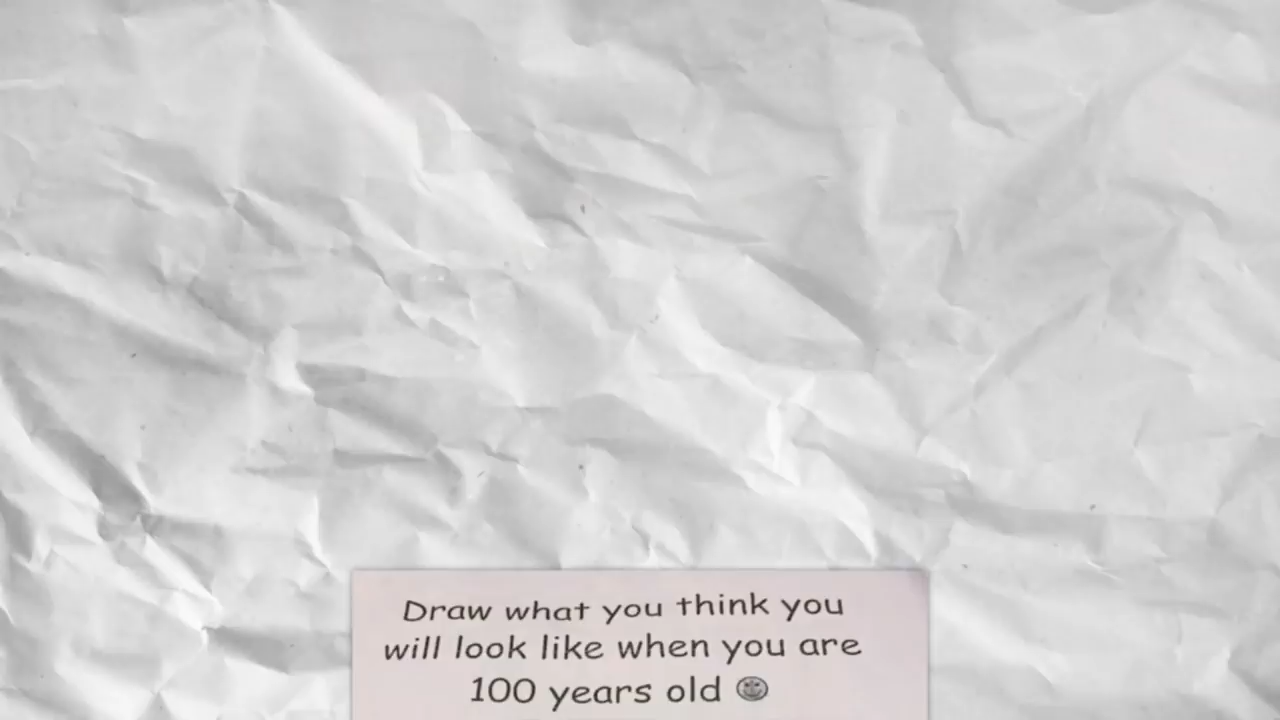 Draw what you think you
will look like when you are
100 years old ☺